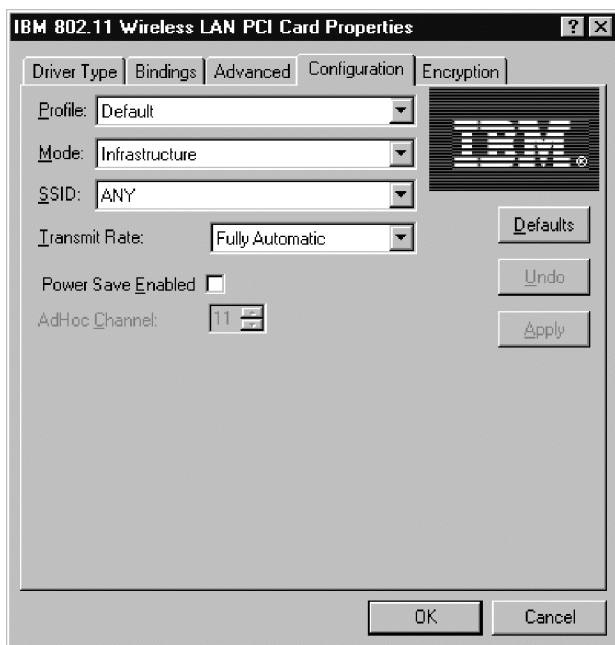 IBM 802.11 Wireless LAN PCI Card Properties
Driver Type Bindings Advanced Configuration Encryption
Profile: Default
IBM®
Mode: Infrastructure
SSID: ANY
Defaults
Transmit Rate: Fully Automatic
Undo
Power Save Enabled
AdHoc Channel: 11
Apply
OK Cancel